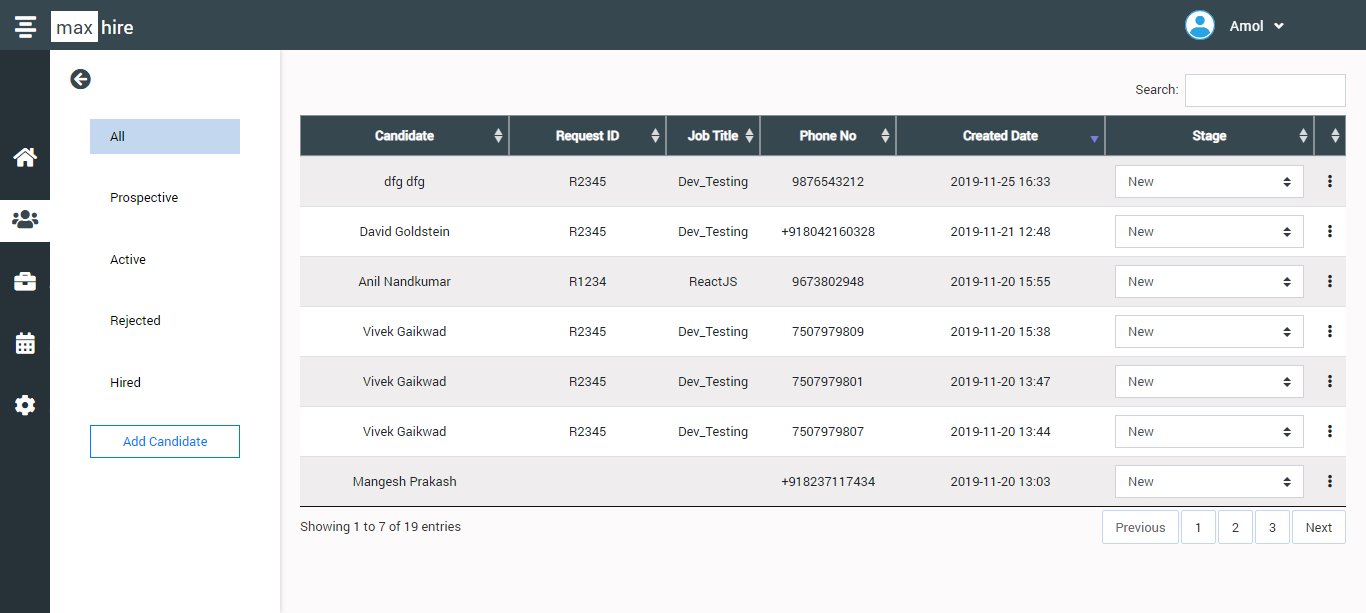 max hire
Amol
All
Prospective
Active
Rejected
Hired
Add Candidate
Search:
Candidate Request ID Job Title Phone No Created Date Stage
dfg dfg R2345 Dev_Testing 9876543212 2019-11-25 16:33 New
David Goldstein R2345 Dev_Testing +918042160328 2019-11-21 12:48 New
Anil Nandkumar R1234 ReactJS 9673802948 2019-11-20 15:55 New
Vivek Gaikwad R2345 Dev_Testing 7507979809 2019-11-20 15:38 New
Vivek Gaikwad R2345 Dev_Testing 7507979801 2019-11-20 13:47 New
Vivek Gaikwad R2345 Dev_Testing 7507979807 2019-11-20 13:44 New
Mangesh Prakash +918237117434 2019-11-20 13:03 New
Showing 1 to 7 of 19 entries
Previous 1 2 3 Next